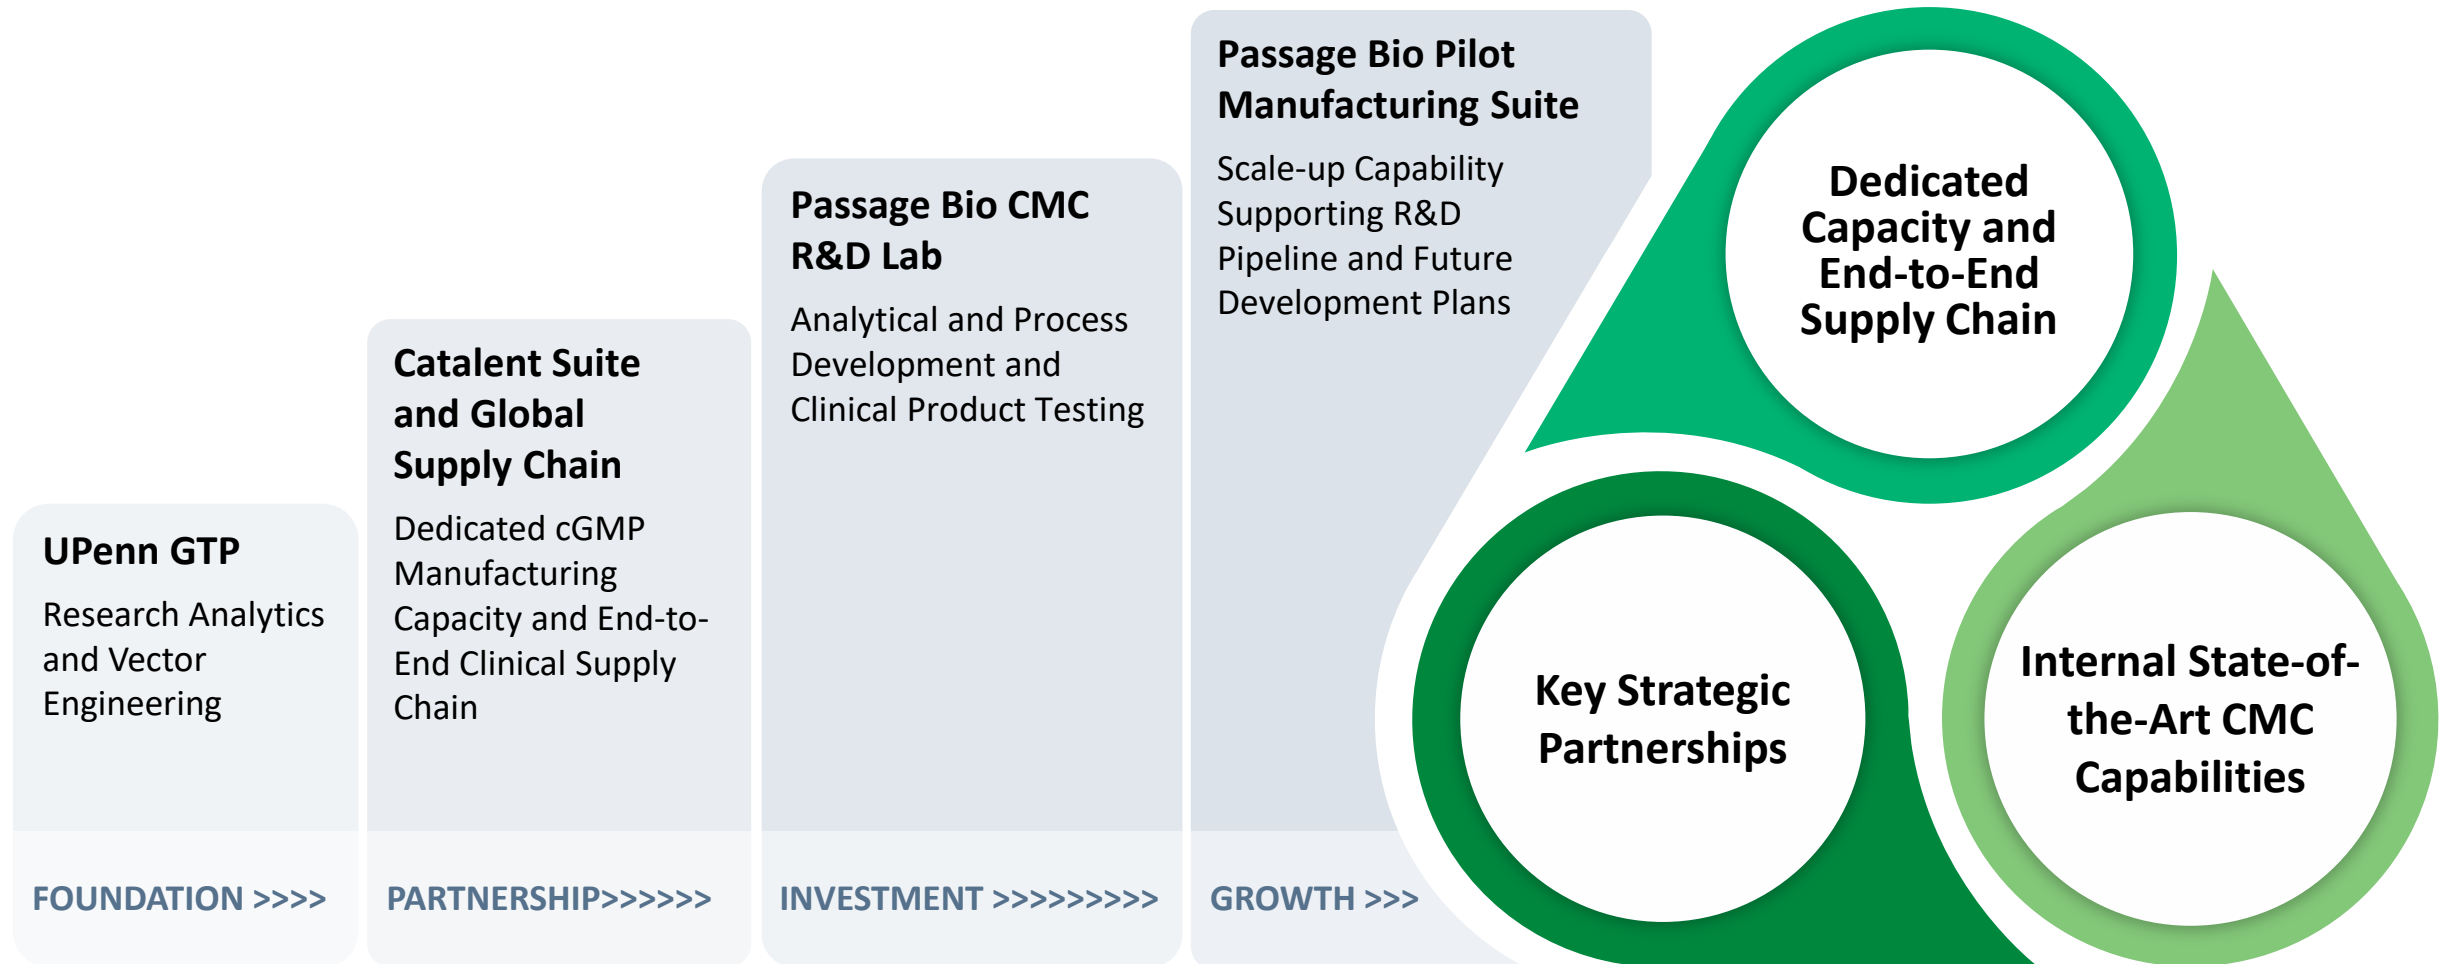 UPenn GTP
Research Analytics
and Vector
Engineering
FOUNDATION >>>>
Catalent Suite
and Global
Supply Chain
Dedicated cGMP
Manufacturing
Capacity and End-to-
End Clinical Supply
Chain
PARTNERSHIP>>>>>>
Passage Bio CMC
R&D Lab
Analytical and Process
Development and
Clinical Product Testing
INVESTMENT >>>>>>>>>
Passage Bio Pilot
Manufacturing Suite
Scale-up Capability
Supporting R&D
Pipeline and Future
Development Plans
GROWTH >>>
Dedicated
Capacity and
End-to-End
Supply Chain
Key Strategic
Partnerships
Internal State-of-
the-Art CMC
Capabilities